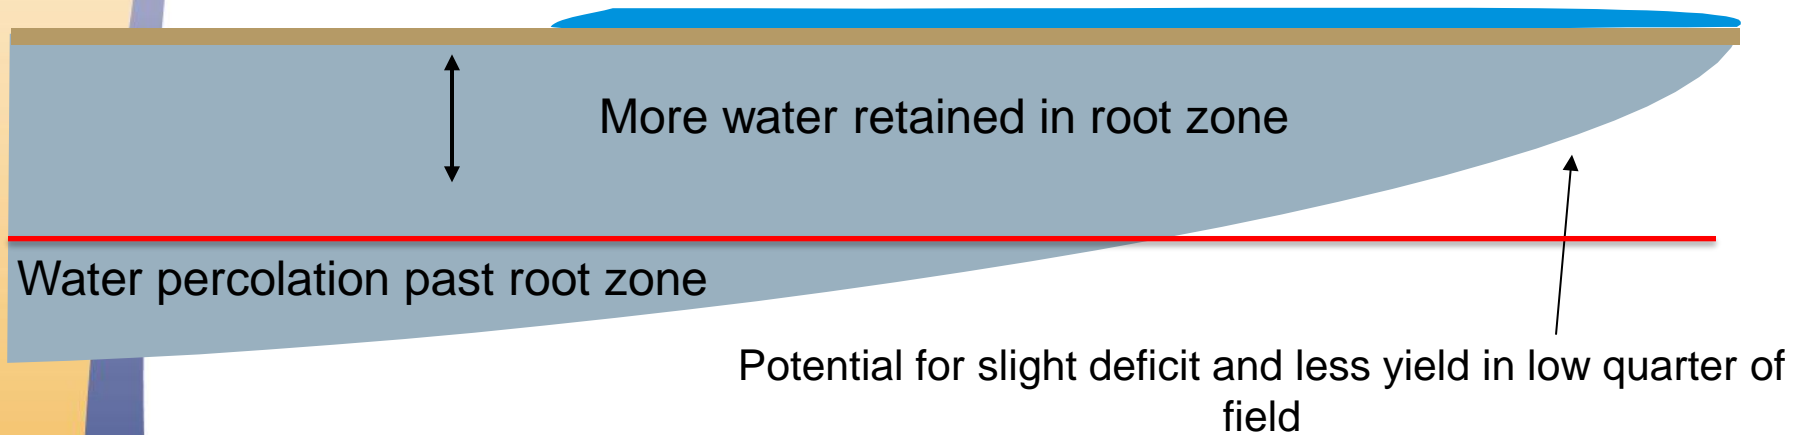 More water retained in root zone
Water percolation past root zone
Potential for slight deficit and less yield in low quarter of
field